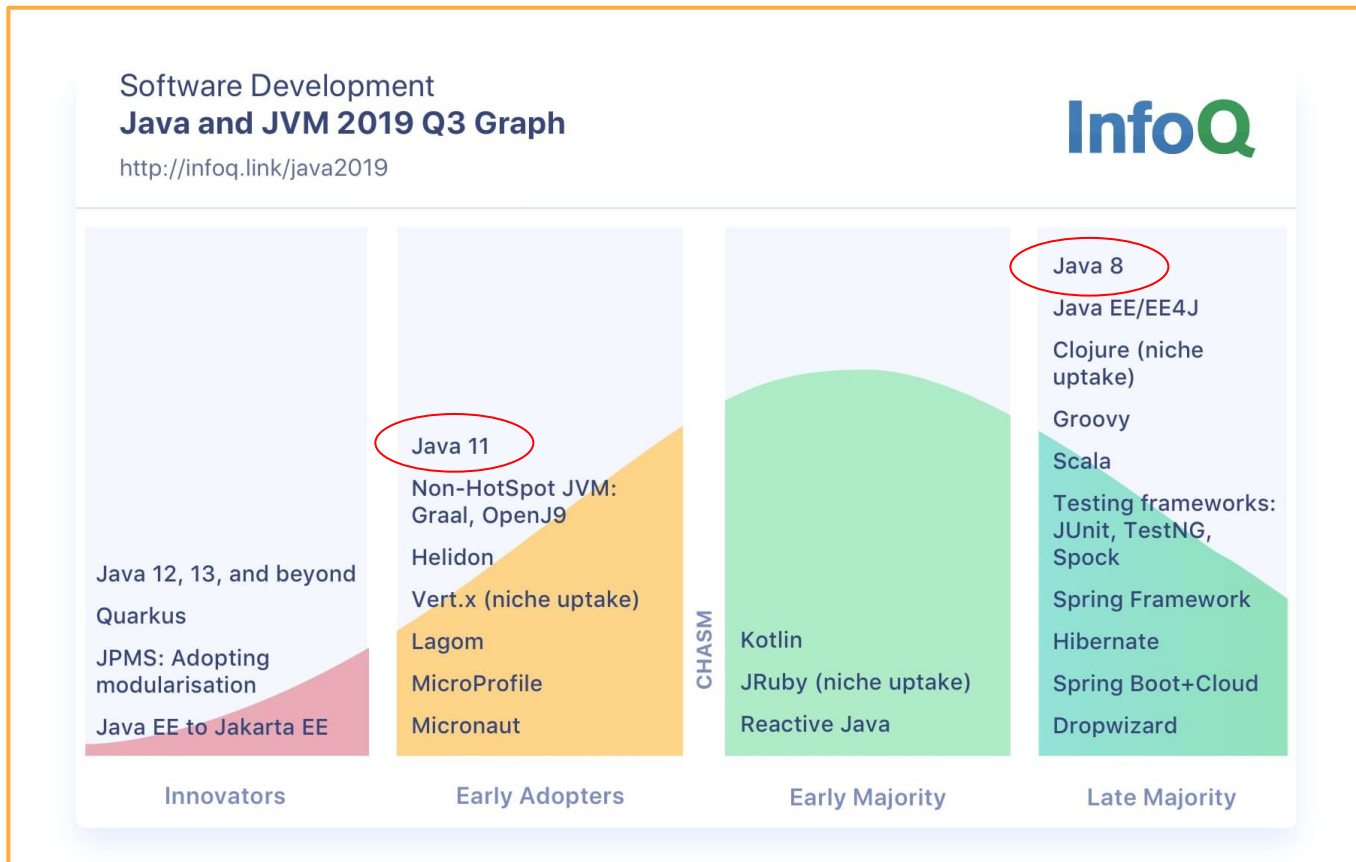 Software Development
Java and JVM 2019 Q3 Graph
http://infoq.link/java2019
InfoQ
Java 12, 13, and beyond
Quarkus
JPMS: Adopting
modularisation
Java EE to Jakarta EE
Innovators
Java 11
Non-HotSpot JVM:
Graal, OpenJ9
Helidon
Vert.x (niche uptake)
Lagom
MicroProfile
Micronaut
Early Adopters
CHASM
Kotlin
JRuby (niche uptake)
Reactive Java
Early Majority
Java 8
Java EE/EE4J
Clojure (niche
uptake)
Groovy
Scala
Testing frameworks:
JUnit, TestNG,
Spock
Spring Framework
Hibernate
Spring Boot+Cloud
Dropwizard
Late Majority